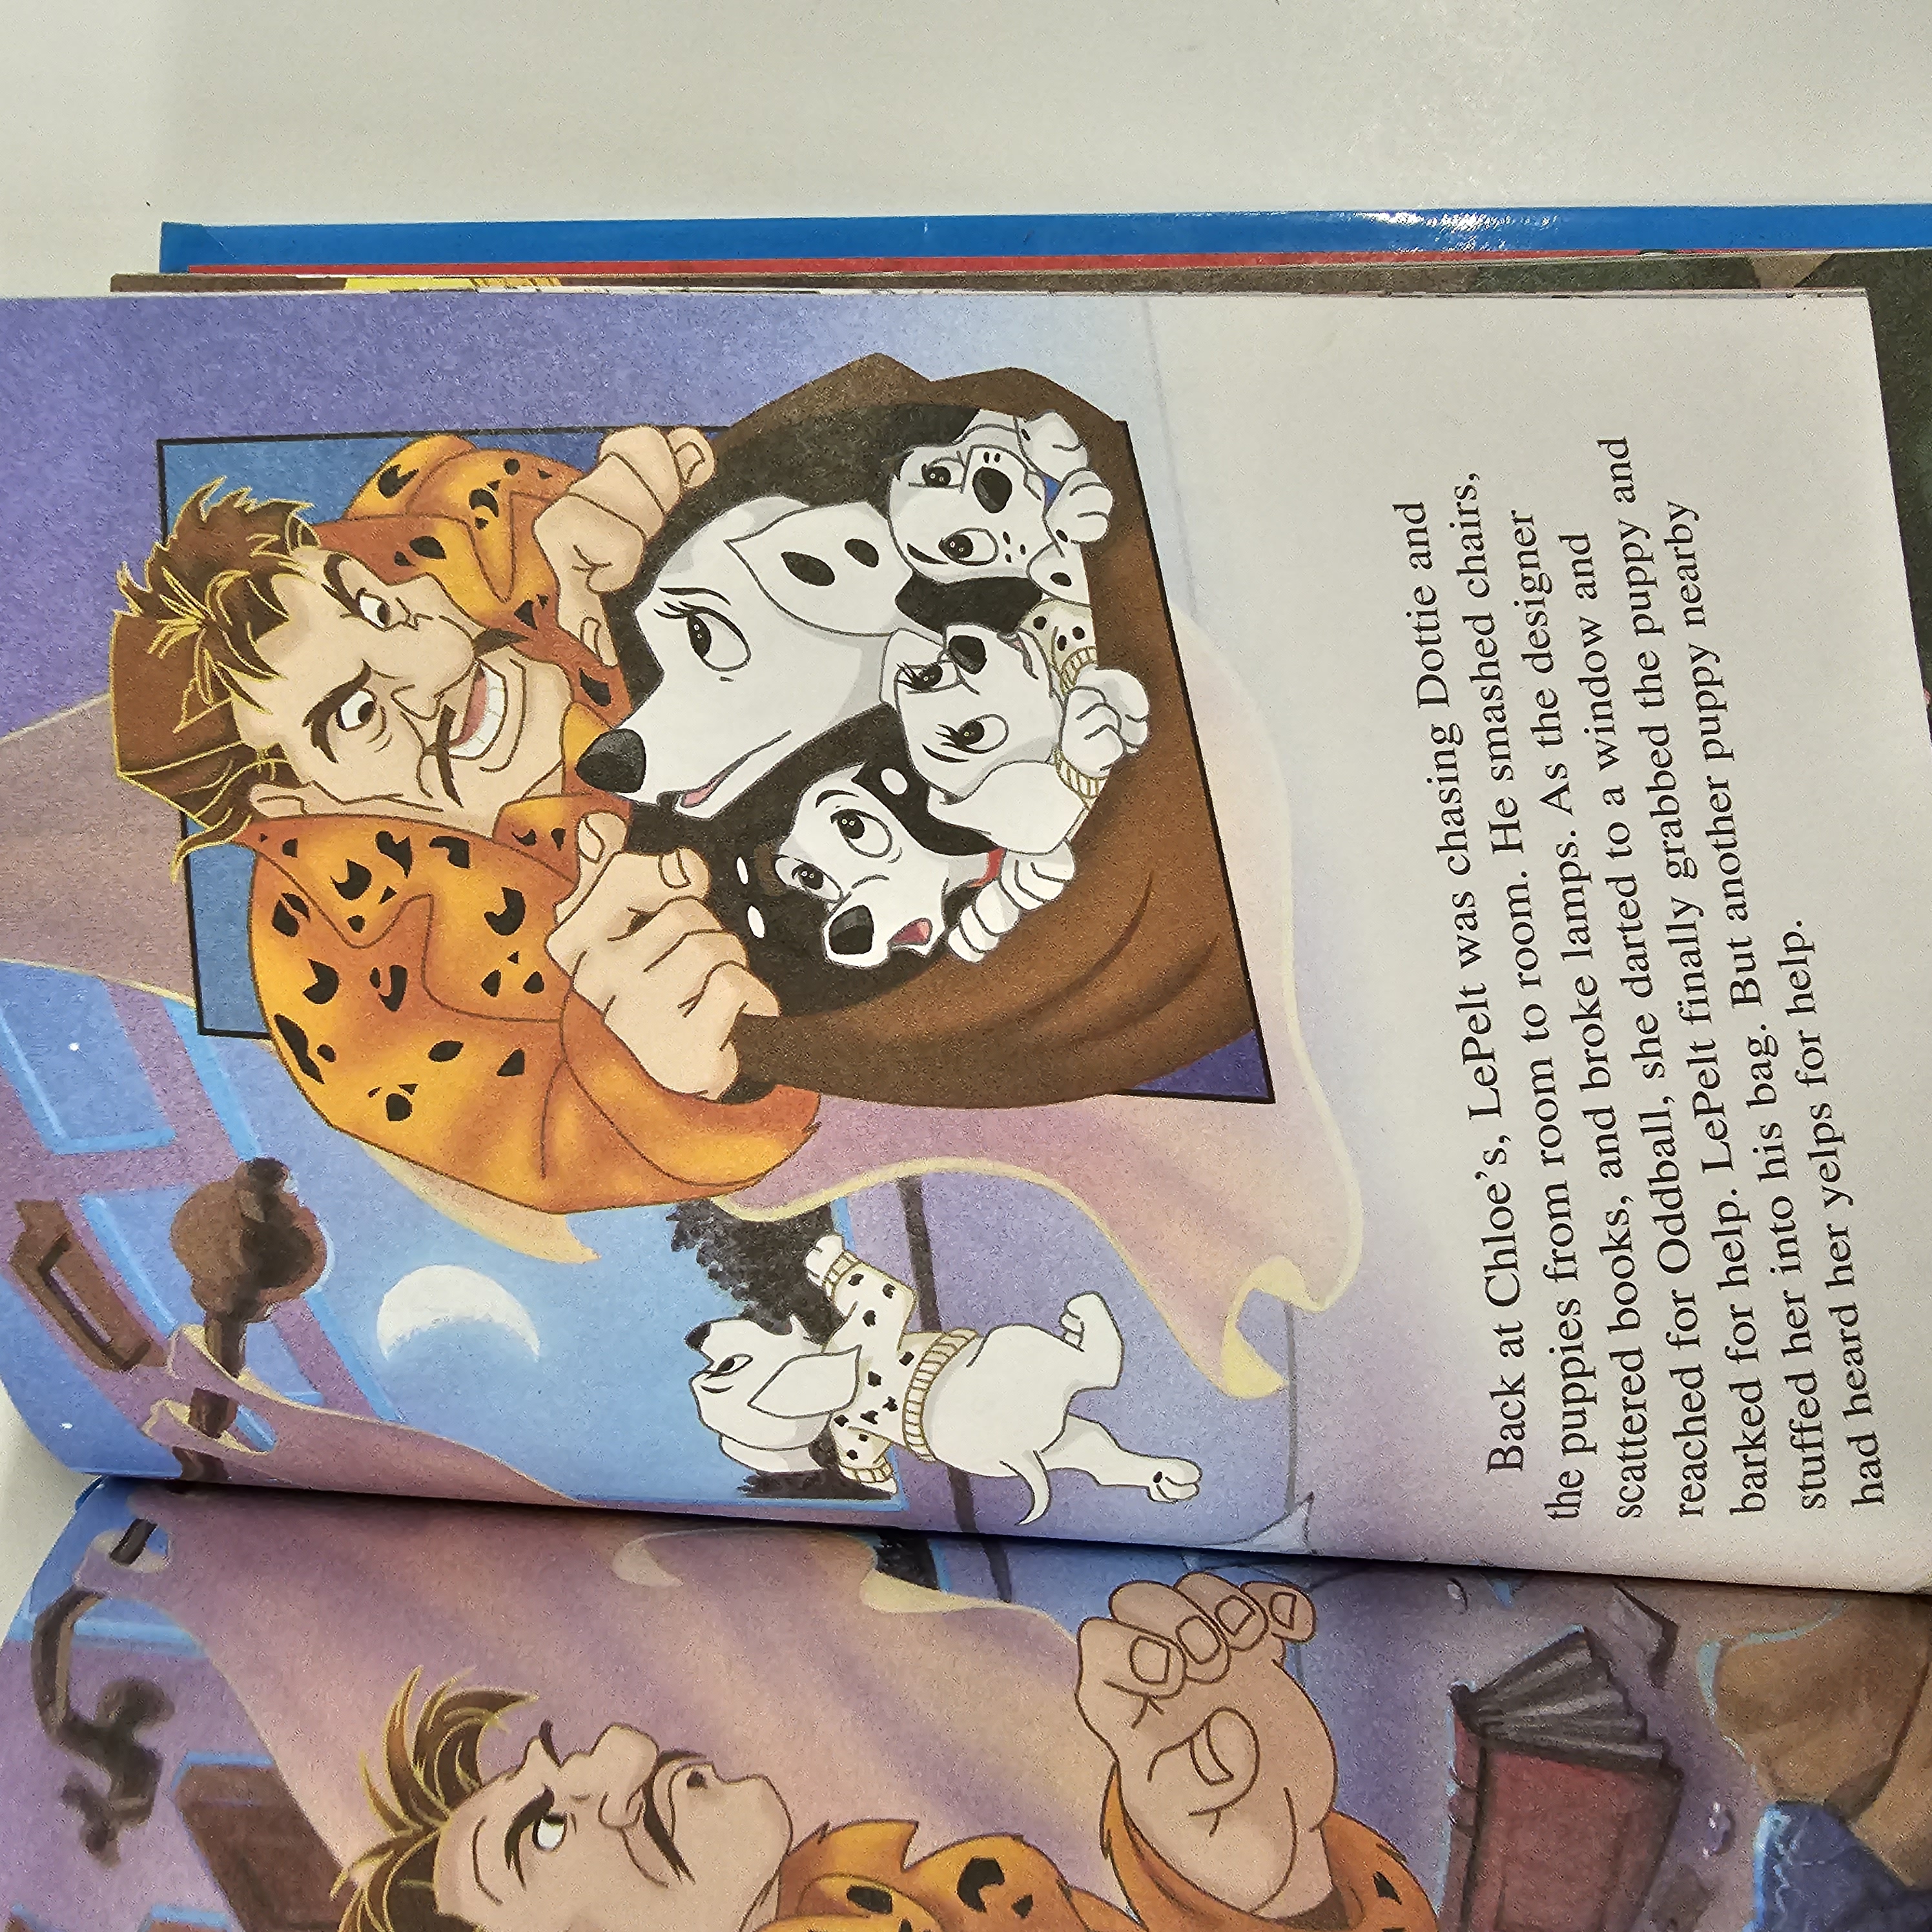 Back at Chloe's, LePelt was chasing Dottie and
the puppies from room to room. He smashed chairs,
scattered books, and broke lamps. As the designer
reached for Oddball, she darted to a window and
barked for help. LePelt finally grabbed the puppy and
stuffed her into his bag. But another puppy nearby
had heard her yelps for help.